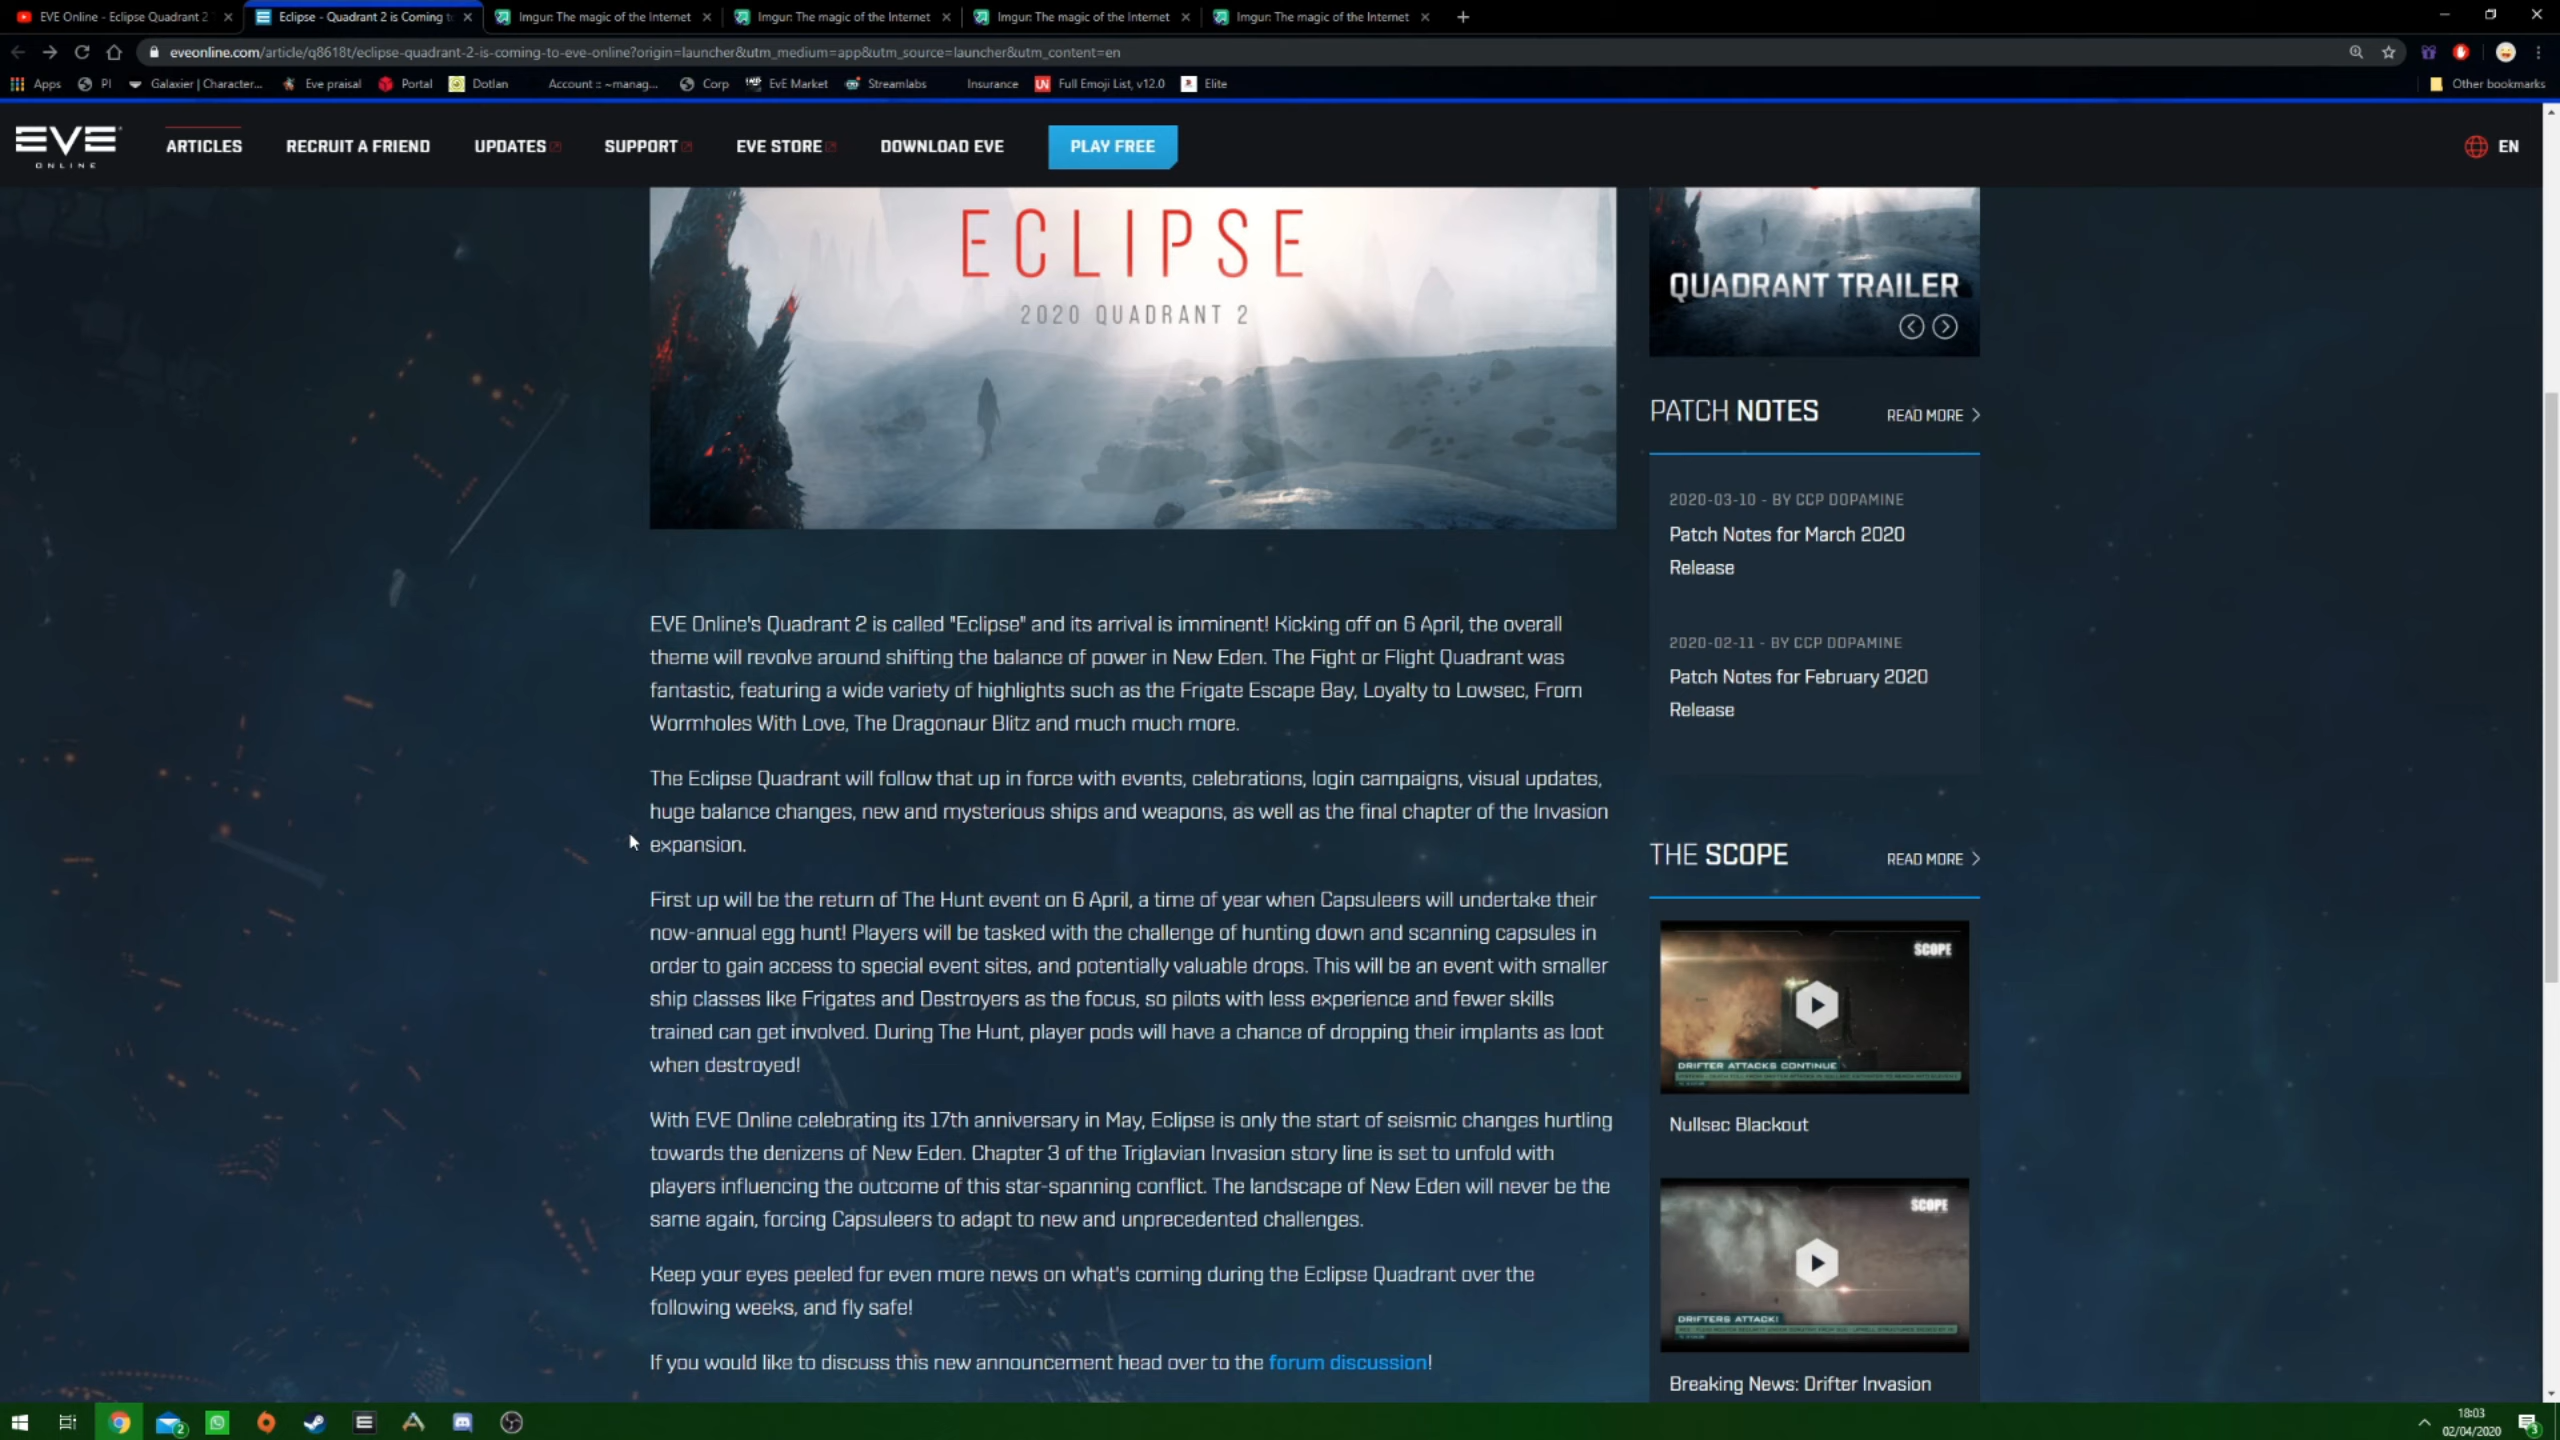 EVE Online - Eclipse Quadrant 2
Eclipse - Quadrant 2 is Coming t
Imgur: The magic of the Internet
Imgur: The magic of the Internet
Imgur: The magic of the Internet
Imgur: The magic of the Internet
eveonline.com/article/q8618t/eclipse-quadrant-2-is-coming-to-eve-online?origin=launcher&utm_medium=app&utm_source=launcher&utm_content=en
Apps PI Galaxier | Character... Eve praisal Portal Dotlan Account :: ~manag... Corp EvE Market Streamlabs Insurance Full Emoji List, v12.0 Elite Other bookmarks
EVE
ONLINE
ARTICLES RECRUIT A FRIEND UPDATES SUPPORT EVE STORE DOWNLOAD EVE PLAY FREE EN
ECLIPSE
2020 QUADRANT 2
EVE Online's Quadrant 2 is called "Eclipse" and its arrival is imminent! Kicking off on 6 April, the overall
theme will revolve around shifting the balance of power in New Eden. The Fight or Flight Quadrant was
fantastic, featuring a wide variety of highlights such as the Frigate Escape Bay, Loyalty to Lowsec, From
Wormholes With Love, The Dragonaur Blitz and much much more.
The Eclipse Quadrant will follow that up in force with events, celebrations, login campaigns, visual updates,
huge balance changes, new and mysterious ships and weapons, as well as the final chapter of the Invasion
expansion.
First up will be the return of The Hunt event on 6 April, a time of year when Capsuleers will undertake their
now-annual egg hunt! Players will be tasked with the challenge of hunting down and scanning capsules in
order to gain access to special event sites, and potentially valuable drops. This will be an event with smaller
ship classes like Frigates and Destroyers as the focus, so pilots with less experience and fewer skills
trained can get involved. During The Hunt, player pods will have a chance of dropping their implants as loot
when destroyed!
With EVE Online celebrating its 17th anniversary in May, Eclipse is only the start of seismic changes hurtling
towards the denizens of New Eden. Chapter 3 of the Triglavian Invasion story line is set to unfold with
players influencing the outcome of this star-spanning conflict. The landscape of New Eden will never be the
same again, forcing Capsuleers to adapt to new and unprecedented challenges.
Keep your eyes peeled for even more news on what's coming during the Eclipse Quadrant over the
following weeks, and fly safe!
If you would like to discuss this new announcement head over to the forum discussion!
QUADRANT TRAILER
PATCH NOTES READ MORE
2020-03-10 - BY CCP DOPAMINE
Patch Notes for March 2020
Release
2020-02-11 - BY CCP DOPAMINE
Patch Notes for February 2020
Release
THE SCOPE READ MORE
SCOPE
DRIFTER ATTACKS CONTINUE
Nullsec Blackout
SCOPE
DRIFTERS ATTACK!
Breaking News: Drifter Invasion
2
18:03
02/04/2020
3